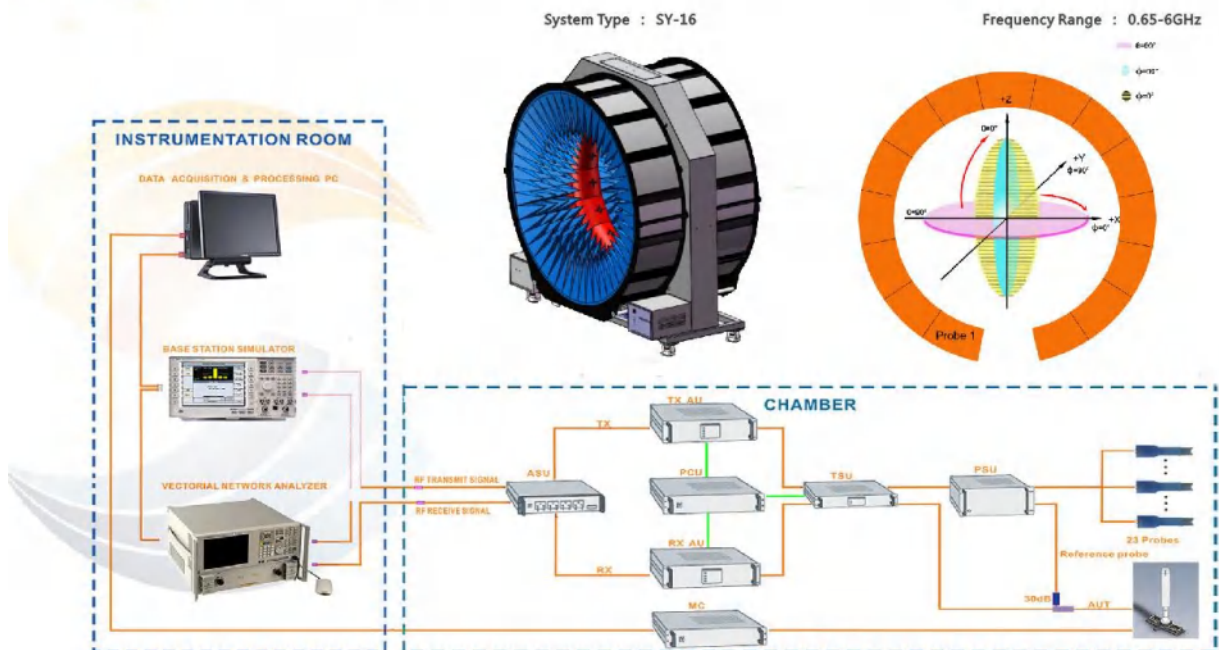 System Type : SY-16
Frequency Range : 0.65-6GHz
θ=90°
+Z
θ=0°
+Y
ϕ=90°
θ=90°
+X
ϕ=0°
Probe 1
INSTRUMENTATION ROOM
DATA ACQUISITION & PROCESSING PC
BASE STATION SIMULATOR
VECTORIAL NETWORK ANALYZER
CHAMBER
TX AU
TX
ASU
PCU
TSU
PSU
RF TRANSMIT SIGNAL
RF RECEIVE SIGNAL
23 Probes
RX AU
Reference probe
RX
30dB
AUT
MC